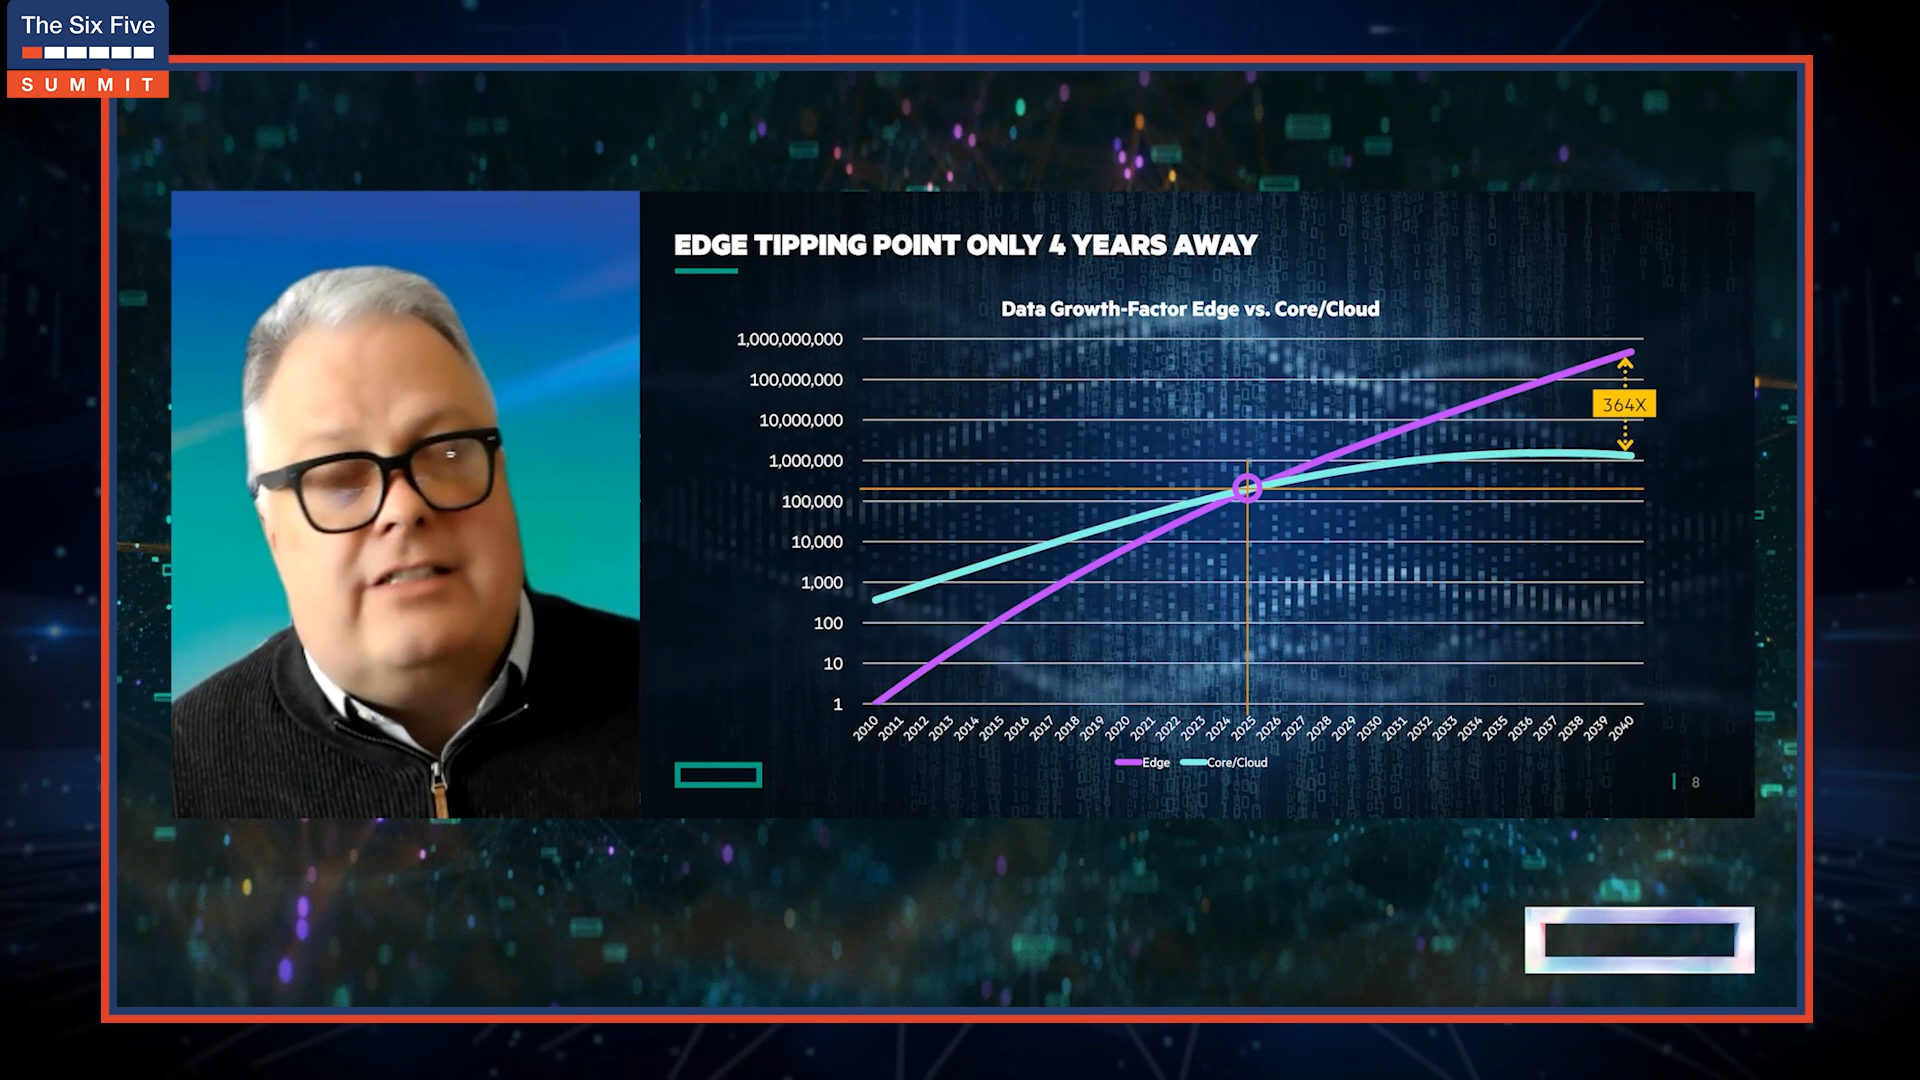 The Six Five
SUMMIT
EDGE TIPPING POINT ONLY 4 YEARS AWAY
Data Growth-Factor Edge vs. Core/Cloud
1,000,000,000
100,000,000
10,000,000
1,000,000
100,000
10,000
1,000
100
10
1
364X
2010 2011 2012 2013 2014 2015 2016 2017 2018 2019 2020 2021 2022 2023 2024 2025 2026 2027 2028 2029 2030 2031 2032 2033 2034 2035 2036 2037 2038 2039 2040
Edge Core/Cloud
8